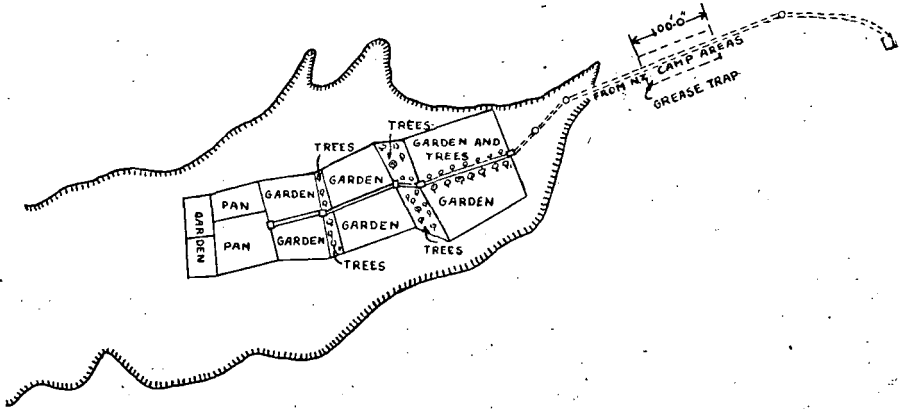 100'-0"
FROM N.Z. CAMP AREAS
GREASE TRAP
TREES
GARDEN AND
TREES
TREES
GARDEN
GARDEN
GARDEN
PAN
GARDEN
GARDEN
PAN
GARDEN
GARDEN
TREES
TREES